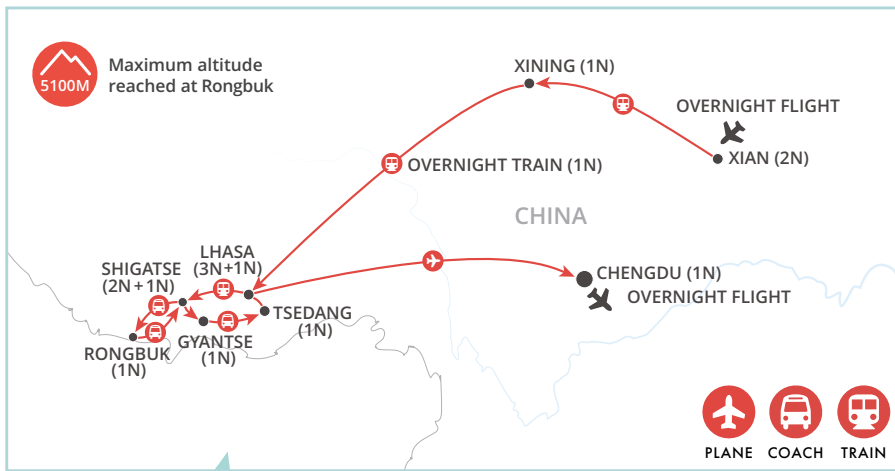 5100M
Maximum altitude
reached at Rongbuk
XINING (1N)
OVERNIGHT FLIGHT
XIAN (2N)
OVERNIGHT TRAIN (1N)
CHINA
LHASA
(3N+1N)
SHIGATSE
(2N+1N)
CHENGDU (1N)
OVERNIGHT FLIGHT
TSEDANG
(1N)
GYANTSE
(1N)
RONGBUK
(1N)
PLANE COACH TRAIN